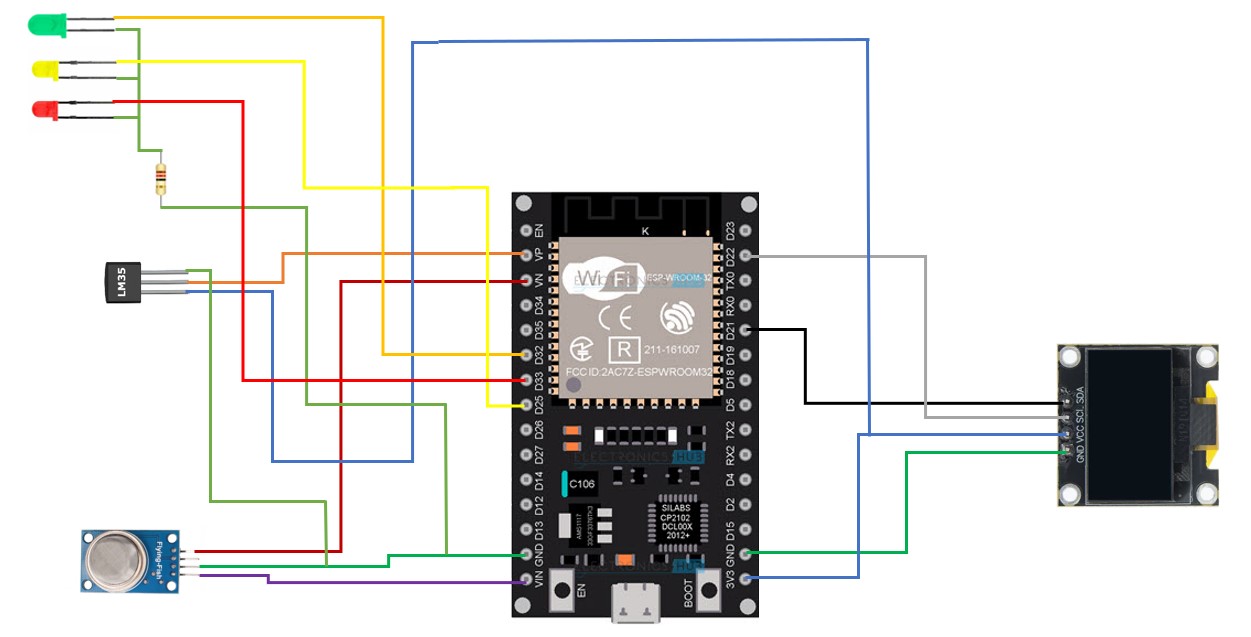 K
EN
VP
VN
D34
D35
D32
D33
D25
D26
D27
D14
D12
D13
GND
VIN
D23
D22
TX0
RX0
D21
D19
D18
D5
TX2
RX2
D4
D2
D15
GND
3V3
Wi Fi
ESP-WROOM-32
CE
R
211-161007
FCC ID:2AC7Z-ESPWROOM32
ELECTRONICS HUB
C106
AMS1117
SILABS
CP2102
DCL00X
2012+
EN
BOOT
LM35
Flying-Fish
GND VCC SCL SDA